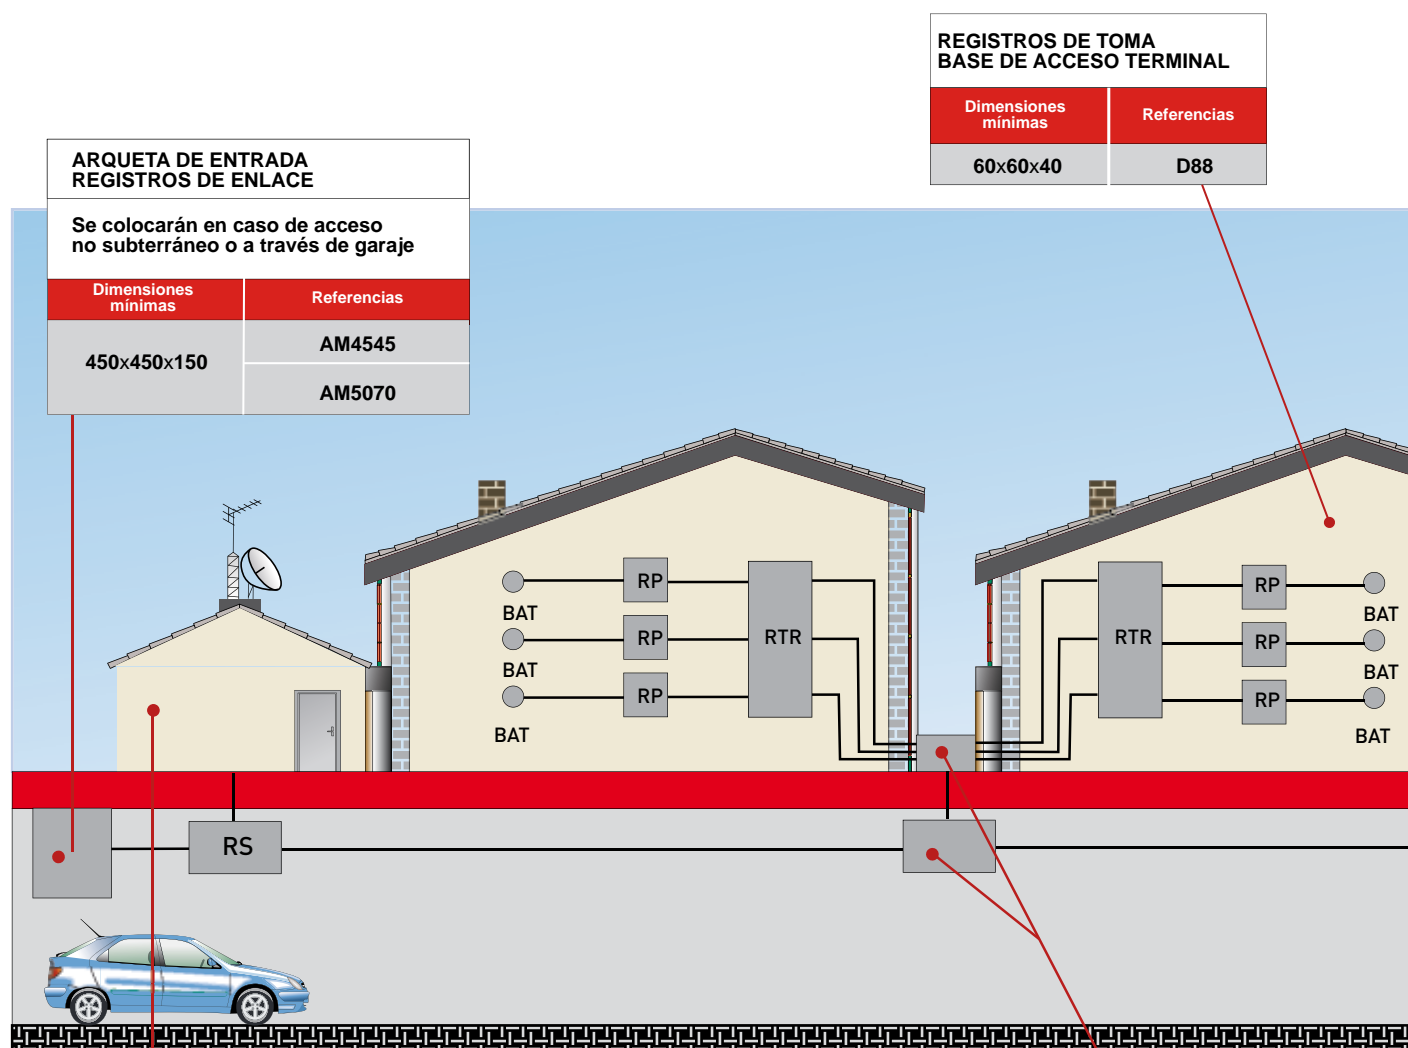 REGISTROS DE TOMA
BASE DE ACCESO TERMINAL
Dimensiones
mínimas
Referencias
60x60x40
D88
ARQUETA DE ENTRADA
REGISTROS DE ENLACE
Se colocarán en caso de acceso
no subterráneo o a través de garaje
Dimensiones
mínimas
Referencias
450x450x150
AM4545
AM5070
RP
BAT
RP
BAT
RP
BAT
RTR
RTR
RP
BAT
RP
BAT
RP
BAT
RS